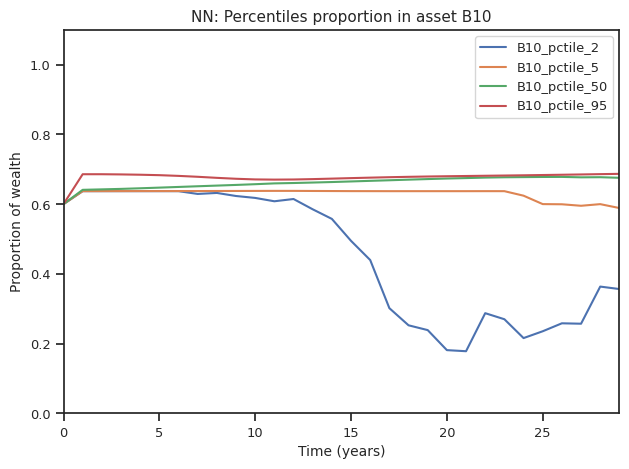 NN: Percentiles proportion in asset B10
B10_pctile_2
B10_pctile_5
B10_pctile_50
B10_pctile_95
Proportion of wealth
1.0
0.8
0.6
0.4
0.2
0.0
0 5 10 15 20 25
Time (years)